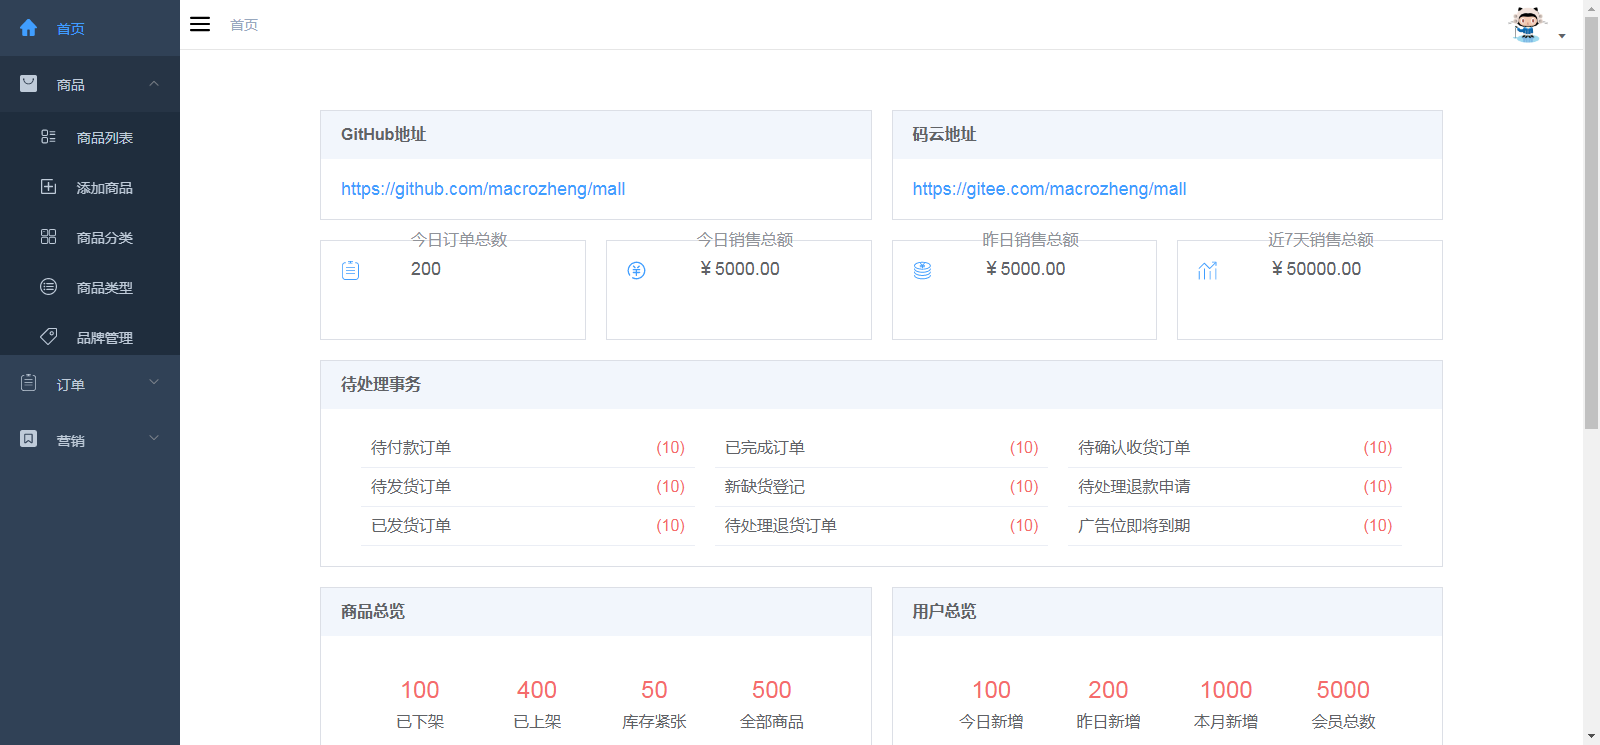 首页
商品
商品列表
添加商品
商品分类
商品类型
品牌管理
订单
营销
首页
GitHub地址
https://github.com/macrozheng/mall
码云地址
https://gitee.com/macrozheng/mall
今日订单总数
200
今日销售总额
￥5000.00
昨日销售总额
￥5000.00
近7天销售总额
￥50000.00
待处理事务
待付款订单 (10) 已完成订单 (10) 待确认收货订单 (10)
待发货订单 (10) 新缺货登记 (10) 待处理退款申请 (10)
已发货订单 (10) 待处理退货订单 (10) 广告位即将到期 (10)
商品总览
100 400 50 500
已下架 已上架 库存紧张 全部商品
用户总览
100 200 1000 5000
今日新增 昨日新增 本月新增 会员总数